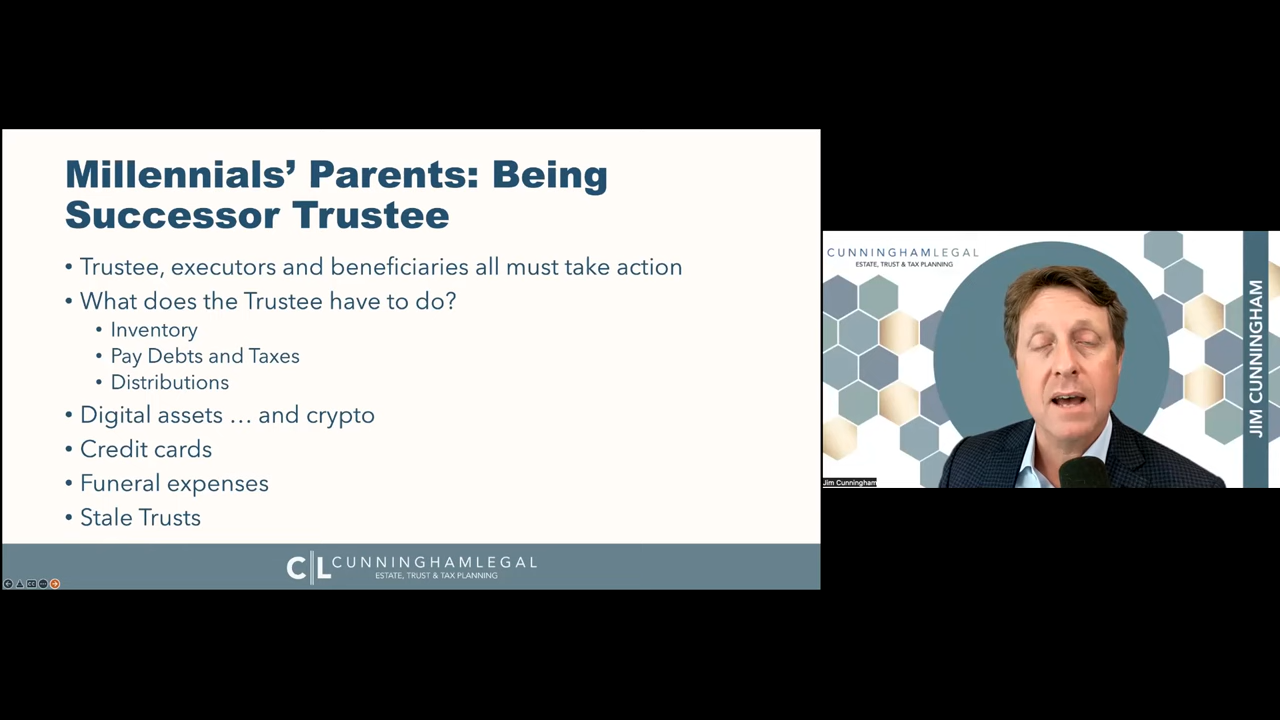 Millennials’ Parents: Being
Successor Trustee
• Trustee, executors and beneficiaries all must take action
• What does the Trustee have to do?
• Inventory
• Pay Debts and Taxes
• Distributions
• Digital assets … and crypto
• Credit cards
• Funeral expenses
• Stale Trusts
C|L CUNNINGHAMLEGAL
ESTATE, TRUST & TAX PLANNING
CUNNINGHAMLEGAL
ESTATE, TRUST & TAX PLANNING
JIM CUNNINGHAM
Jim Cunningham